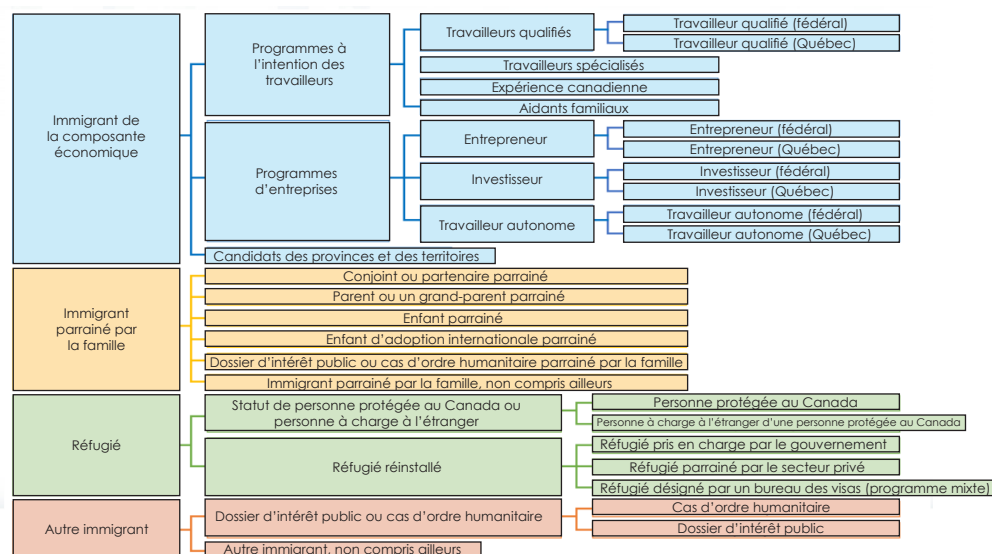 Immigrant de
la composante
économique
Programmes à
l'intention des
travailleurs
Travailleurs qualifiés
Travailleur qualifié (fédéral)
Travailleur qualifié (Québec)
Travailleurs spécialisés
Expérience canadienne
Aidants familiaux
Programmes
d'entreprises
Entrepreneur
Entrepreneur (fédéral)
Entrepreneur (Québec)
Investisseur
Investisseur (fédéral)
Investisseur (Québec)
Travailleur autonome
Travailleur autonome (fédéral)
Travailleur autonome (Québec)
Candidats des provinces et des territoires
Immigrant
parrainé par
la famille
Conjoint ou partenaire parrainé
Parent ou un grand-parent parrainé
Enfant parrainé
Enfant d'adoption internationale parrainé
Dossier d'intérêt public ou cas d'ordre humanitaire parrainé par la famille
Immigrant parrainé par la famille, non compris ailleurs
Réfugié
Statut de personne protégée au Canada ou
personne à charge à l'étranger
Personne protégée au Canada
Personne à charge à l'étranger d'une personne protégée au Canada
Réfugié réinstallé
Réfugié pris en charge par le gouvernement
Réfugié parrainé par le secteur privé
Réfugié désigné par un bureau des visas (programme mixte)
Autre immigrant
Dossier d'intérêt public ou cas d'ordre humanitaire
Cas d'ordre humanitaire
Dossier d'intérêt public
Autre immigrant, non compris ailleurs